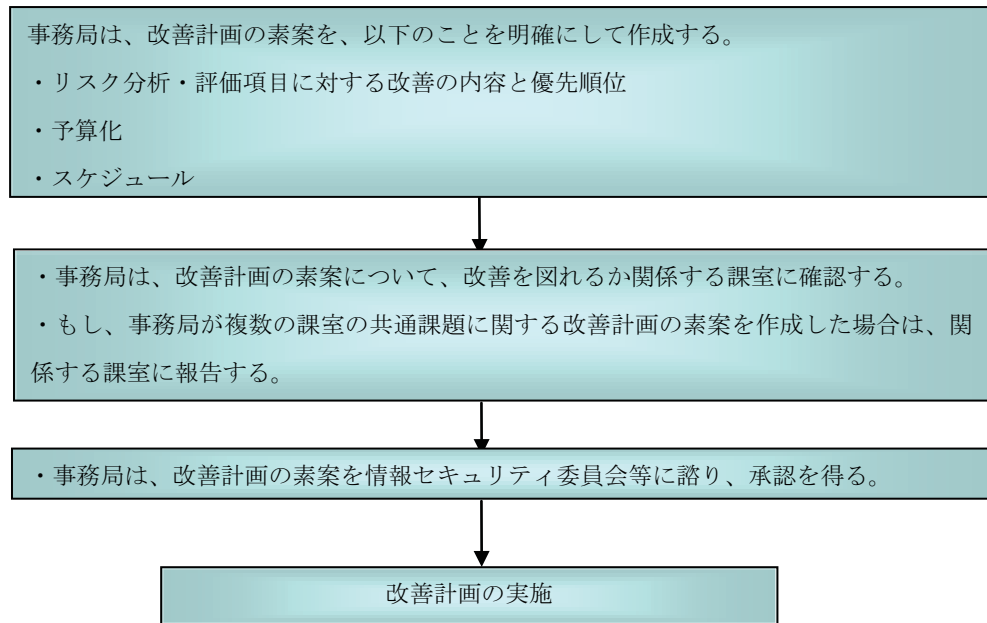 事務局は、改善計画の素案を、以下のことを明確にして作成する。
・リスク分析・評価項目に対する改善の内容と優先順位
・予算化
・スケジュール
・事務局は、改善計画の素案について、改善を図れるか関係する課室に確認する。
・もし、事務局が複数の課室の共通課題に関する改善計画の素案を作成した場合は、関
係する課室に報告する。
・事務局は、改善計画の素案を情報セキュリティ委員会等に諮り、承認を得る。
改善計画の実施